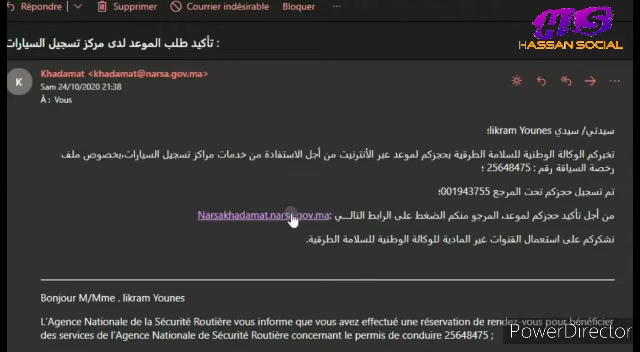 Répondre
Supprimer
Courrier indésirable
Bloquer
HS
HASSAN SOCIAL
تأكيد طلب الموعد لدى مركز تسجيل السيارات :
K
Khadamat <khadamat@narsa.gov.ma>
Sam 24/10/2020 21:38
À : Vous
سيدتي/ سيدي likram Younes؛
تخبركم الوكالة الوطنية للسلامة الطرقية بحجزكم لموعد عبر الأنترنيت من أجل الاستفادة من خدمات مراكز تسجيل السيارات،بخصوص ملف
رخصة السياقة رقم : 25648475 ؛
تم تسجيل حجزكم تحت المرجع 001943755؛
من أجل تأكيد حجزكم لموعد، المرجو منكم الضغط على الرابط التالـــي :Narsakhadamat.narsa.gov.ma
نشكركم على استعمال القنوات غير المادية للوكالة الوطنية للسلامة الطرقية.
Bonjour M/Mme . likram Younes
L'Agence Nationale de la Sécurité Routière vous informe que vous avez effectué une réservation de rendez-vous pour bénéficier
des services de l'Agence Nationale de Sécurité Routière concernant le permis de conduire 25648475 ;
PowerDirector